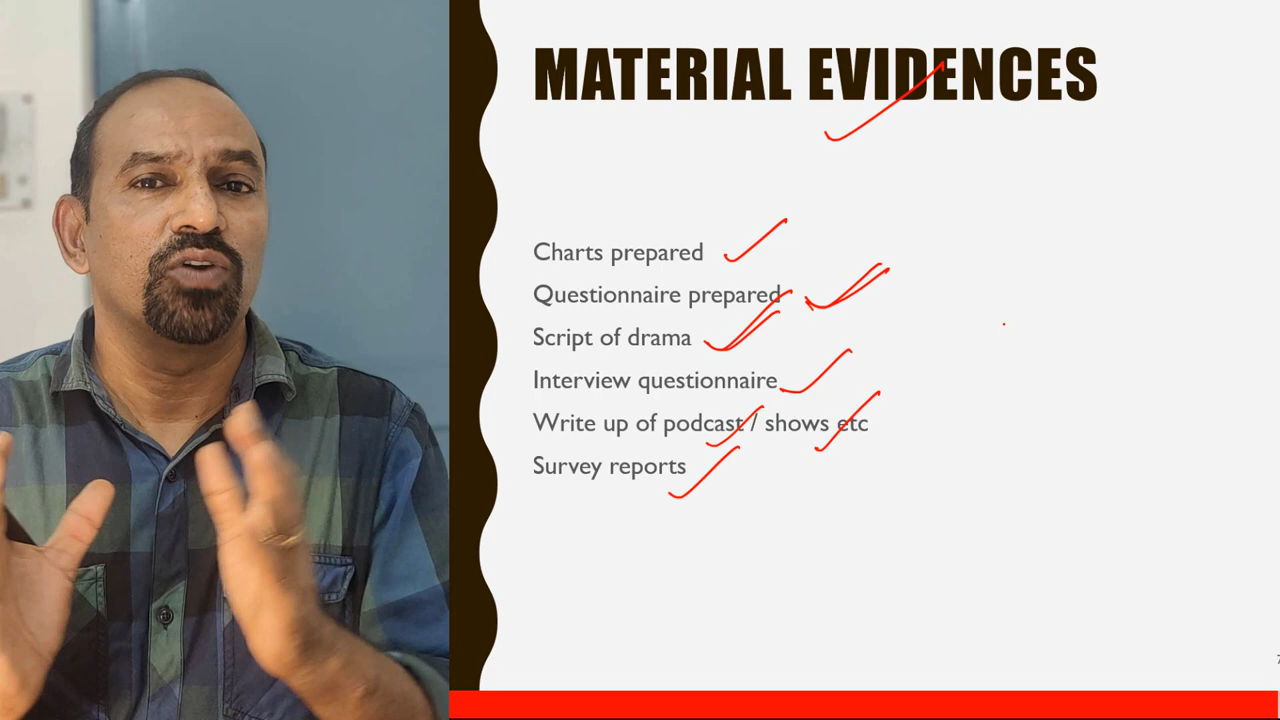 MATERIAL EVIDENCES
Charts prepared
Questionnaire prepared
Script of drama
Interview questionnaire
Write up of podcast / shows etc
Survey reports
7